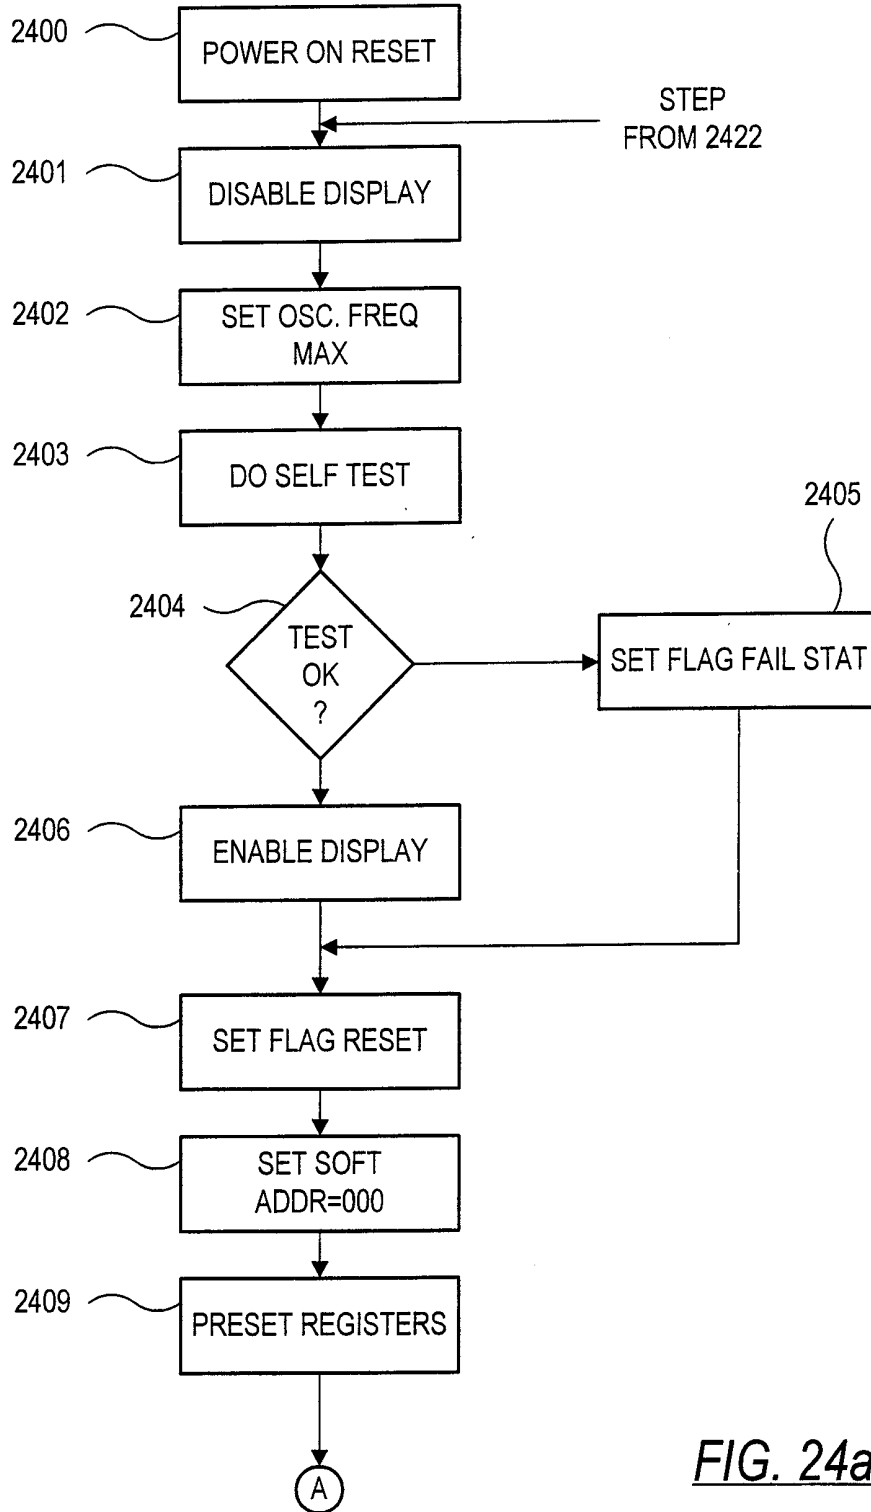 2400
POWER ON RESET
STEP
FROM 2422
2401
DISABLE DISPLAY
2402
SET OSC. FREQ
MAX
2403
DO SELF TEST
2404
TEST
OK
?
2405
SET FLAG FAIL STAT
2406
ENABLE DISPLAY
2407
SET FLAG RESET
2408
SET SOFT
ADDR=000
2409
PRESET REGISTERS
A
FIG. 24a